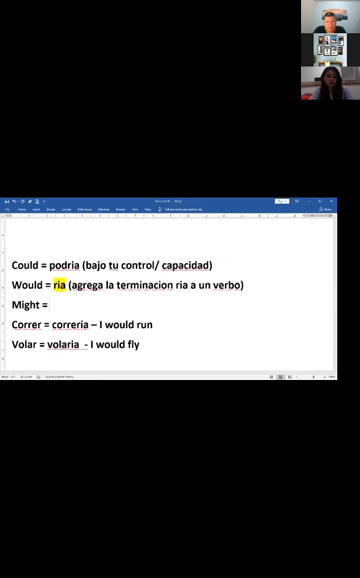 Could = podria (bajo tu control/ capacidad)
Would = ria (agrega la terminacion ria a un verbo)
Might =
Correr = correria – I would run
Volar = volaria - I would fly